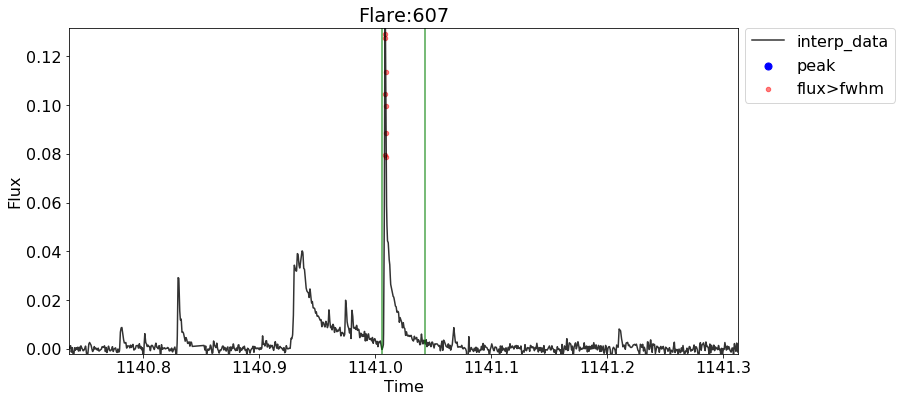 Flare:607
interp_data
peak
flux>fwhm
0.12
0.10
0.08
0.06
0.04
0.02
0.00
Flux
1140.8 1140.9 1141.0 1141.1 1141.2 1141.3
Time